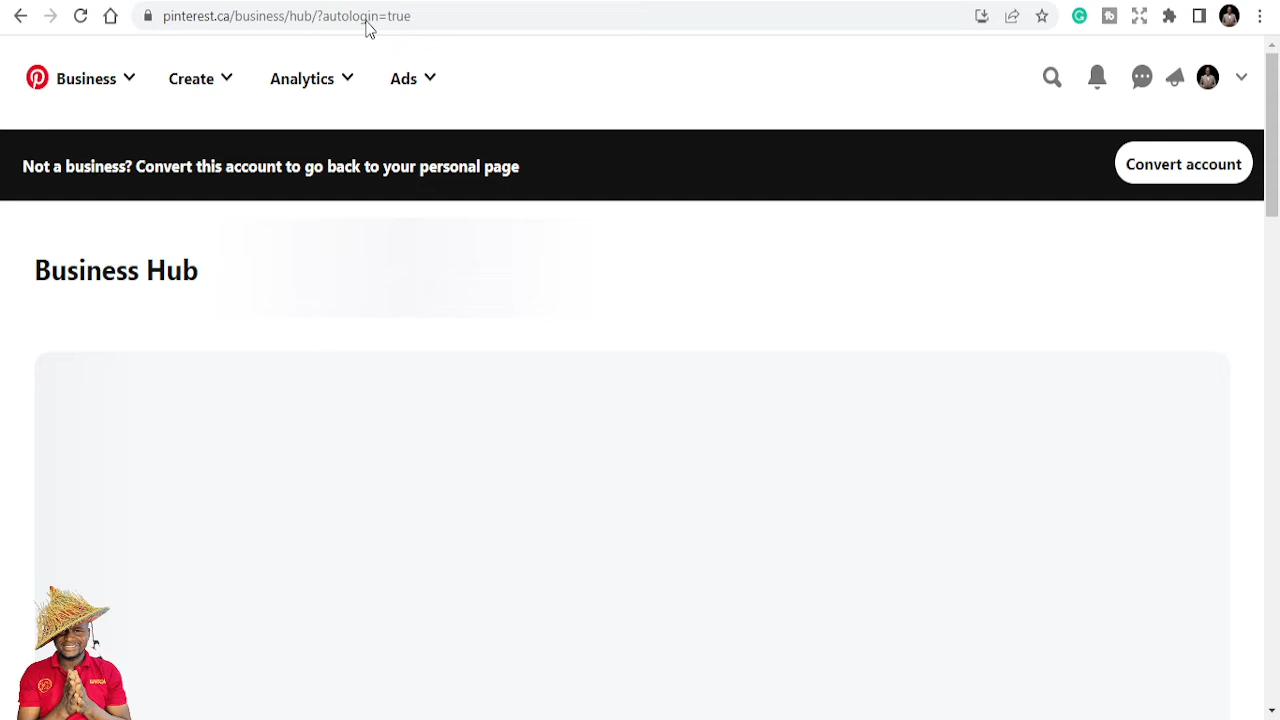 pinterest.ca/business/hub/?autologin=true
Business Create Analytics Ads
Not a business? Convert this account to go back to your personal page
Convert account
Business Hub